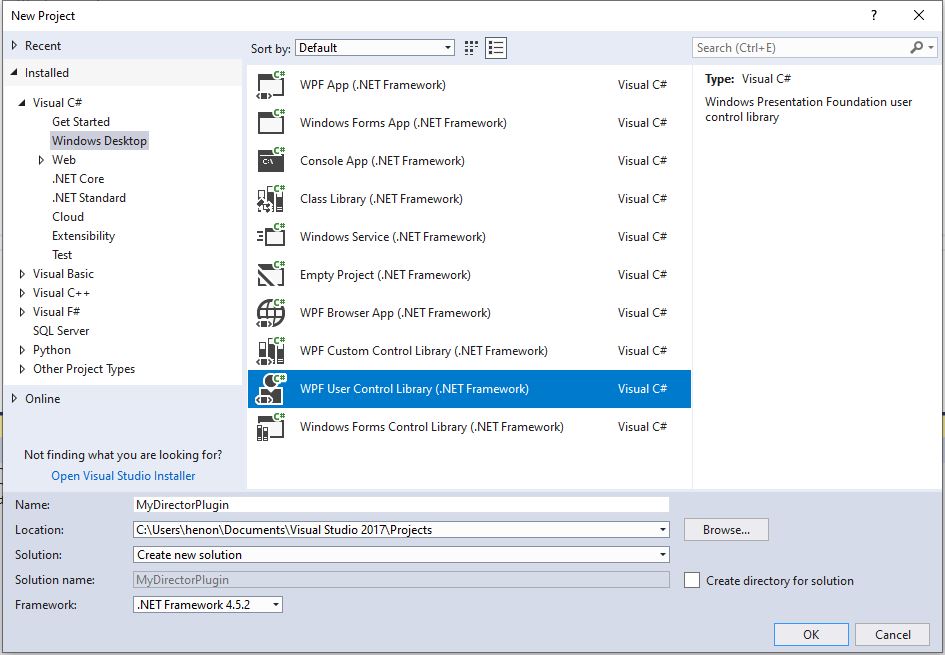 New Project
?
Recent
Installed
Visual C#
Get Started
Windows Desktop
Web
.NET Core
.NET Standard
Cloud
Extensibility
Test
Visual Basic
Visual C++
Visual F#
SQL Server
Python
Other Project Types
Online
Not finding what you are looking for?
Open Visual Studio Installer
Sort by: Default
WPF App (.NET Framework) Visual C#
Windows Forms App (.NET Framework) Visual C#
Console App (.NET Framework) Visual C#
Class Library (.NET Framework) Visual C#
Windows Service (.NET Framework) Visual C#
Empty Project (.NET Framework) Visual C#
WPF Browser App (.NET Framework) Visual C#
WPF Custom Control Library (.NET Framework) Visual C#
WPF User Control Library (.NET Framework) Visual C#
Windows Forms Control Library (.NET Framework) Visual C#
Search (Ctrl+E)
Type: Visual C#
Windows Presentation Foundation user
control library
Name: MyDirectorPlugin
Location: C:\Users\henon\Documents\Visual Studio 2017\Projects
Browse...
Solution: Create new solution
Solution name: MyDirectorPlugin
Create directory for solution
Framework: .NET Framework 4.5.2
OK
Cancel